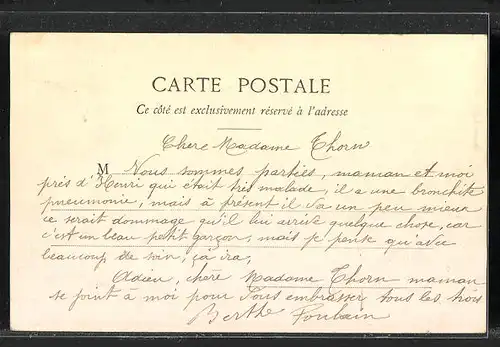 CARTE POSTALE
Ce côté est exclusivement réservé à l'adresse
Chere Madame Thorn
M Nous sommes parties, maman et moi
près d'Henri qui était très malade, il a une bronchite
pneumonie, mais à présent il va un peu mieux
ce serait dommage qu'il lui arrive quelque chose, car
c'est un beau petit garçon, mais je pense qu'avec
beaucoup de soin, ça ira,
Adieu, chère Madame Thorn maman
se joint à moi pour vous embrasser tous les trois
Berthe Poulain